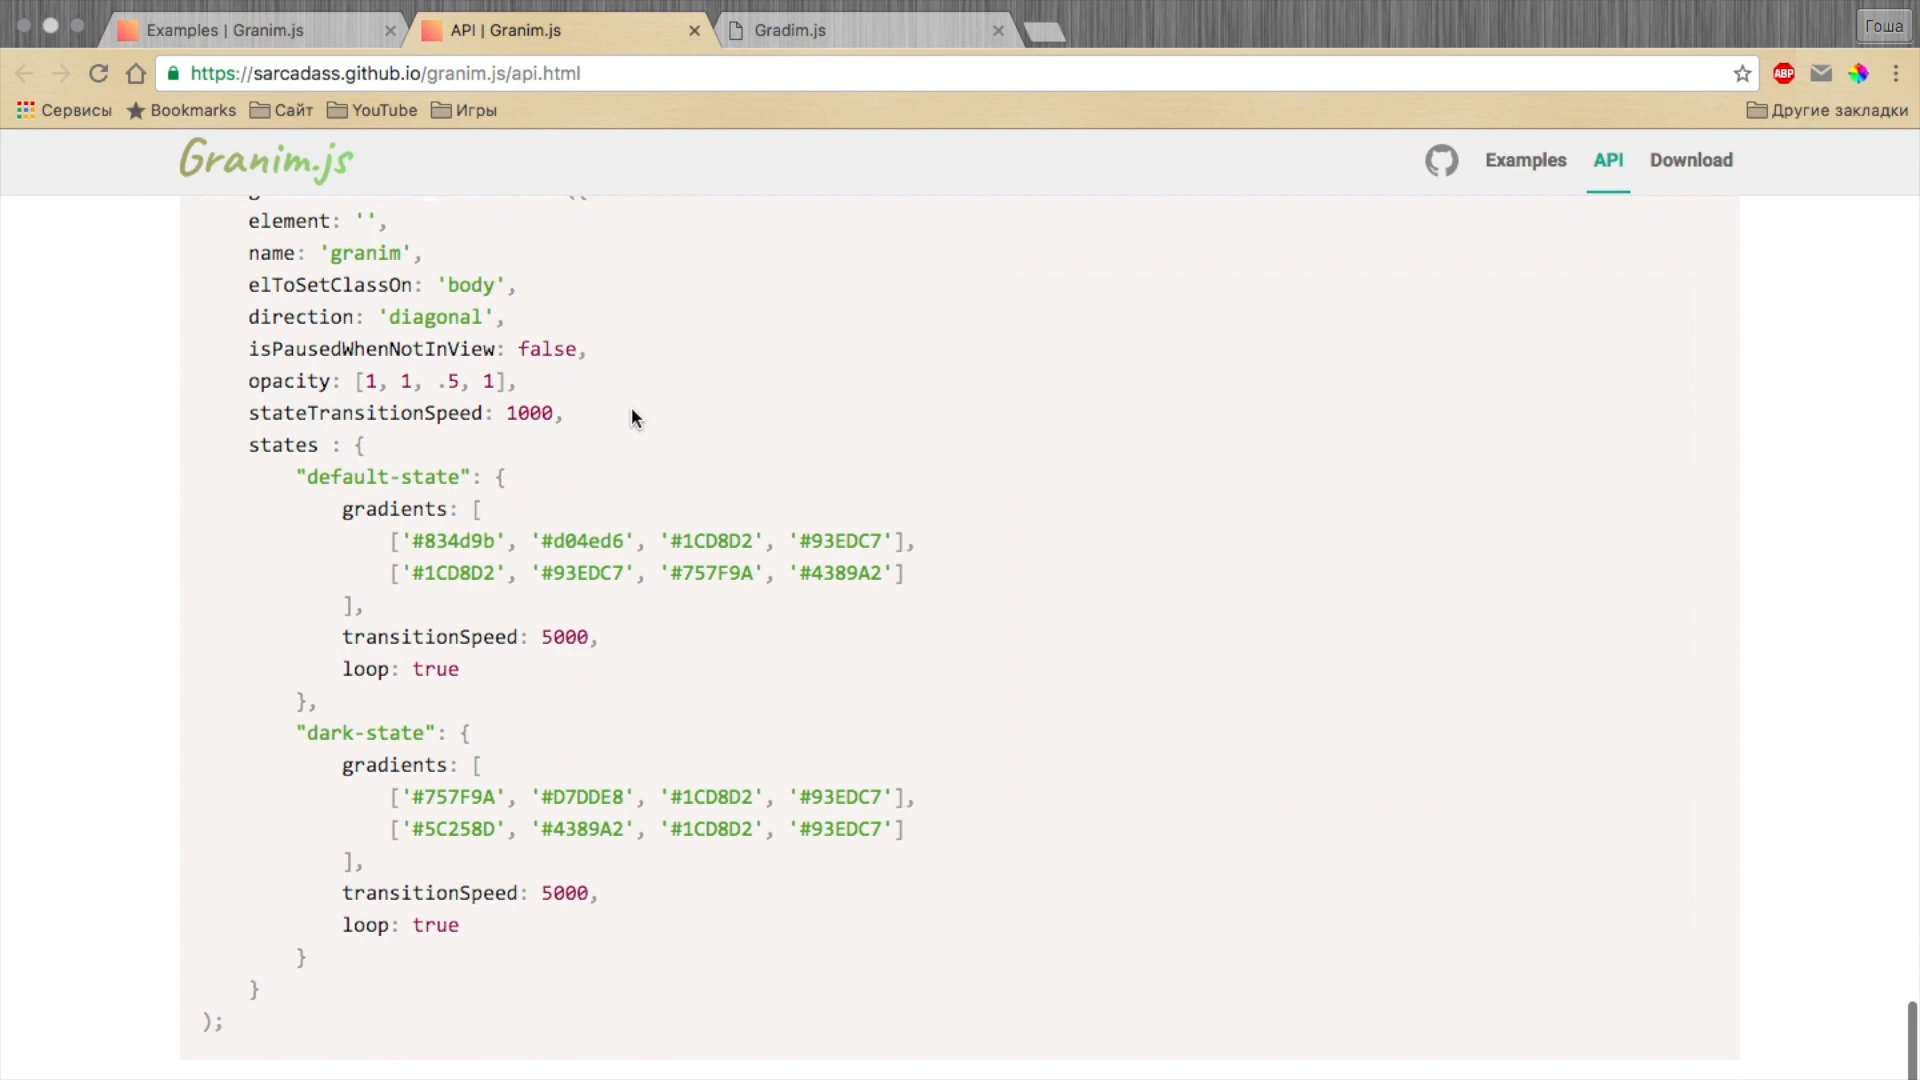 Examples | Granim.js
API | Granim.js
Gradim.js
Гоша
https://sarcadass.github.io/granim.js/api.html
ABP
Сервисы
Bookmarks
Сайт
YouTube
Игры
Другие закладки
Granim.js
Examples
API
Download
element: '',
name: 'granim',
elToSetClassOn: 'body',
direction: 'diagonal',
isPausedWhenNotInView: false,
opacity: [1, 1, .5, 1],
stateTransitionSpeed: 1000,
states : {
"default-state": {
gradients: [
['#834d9b', '#d04ed6', '#1CD8D2', '#93EDC7'],
['#1CD8D2', '#93EDC7', '#757F9A', '#4389A2']
],
transitionSpeed: 5000,
loop: true
},
"dark-state": {
gradients: [
['#757F9A', '#D7DDE8', '#1CD8D2', '#93EDC7'],
['#5C258D', '#4389A2', '#1CD8D2', '#93EDC7']
],
transitionSpeed: 5000,
loop: true
}
}
);